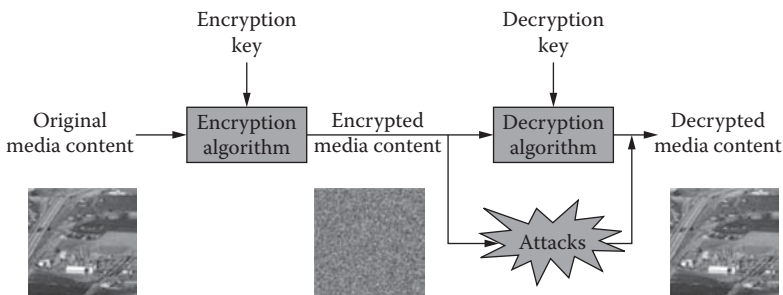 Encryption
key
Decryption
key
Original
media content
Encryption
algorithm
Encrypted
media content
Decryption
algorithm
Decrypted
media content
Attacks